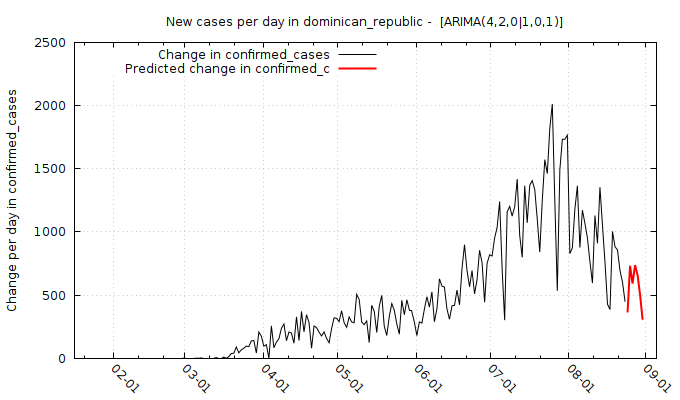 New cases per day in dominican_republic -  [ARIMA(4,2,0|1,0,1)]
Change in confirmed_cases
Predicted change in confirmed_c
Change per day in confirmed_cases
2500
2000
1500
1000
500
0
02-01 03-01 04-01 05-01 06-01 07-01 08-01 09-01